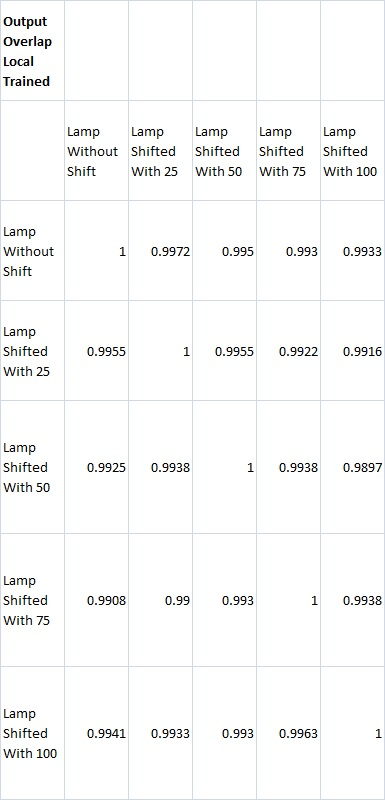 Output
Overlap
Local
Trained
Lamp Without Shift	Lamp Shifted With 25	Lamp Shifted With 50	Lamp Shifted With 75	Lamp Shifted With 100
Lamp Without Shift	1	0.9972	0.995	0.993	0.9933
Lamp Shifted With 25	0.9955	1	0.9955	0.9922	0.9916
Lamp Shifted With 50	0.9925	0.9938	1	0.9938	0.9897
Lamp Shifted With 75	0.9908	0.99	0.993	1	0.9938
Lamp Shifted With 100	0.9941	0.9933	0.993	0.9963	1